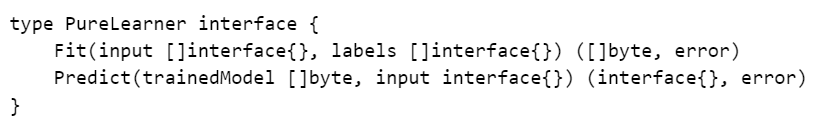 type PureLearner interface {
    Fit(input []interface{}, labels []interface{}) ([]byte, error)
    Predict(trainedModel []byte, input interface{}) (interface{}, error)
}